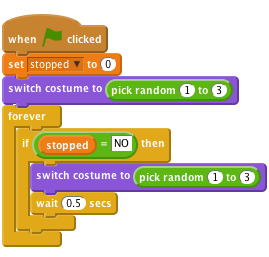 when clicked
set stopped to 0
switch costume to pick random 1 to 3
forever
if stopped = NO then
switch costume to pick random 1 to 3
wait 0.5 secs